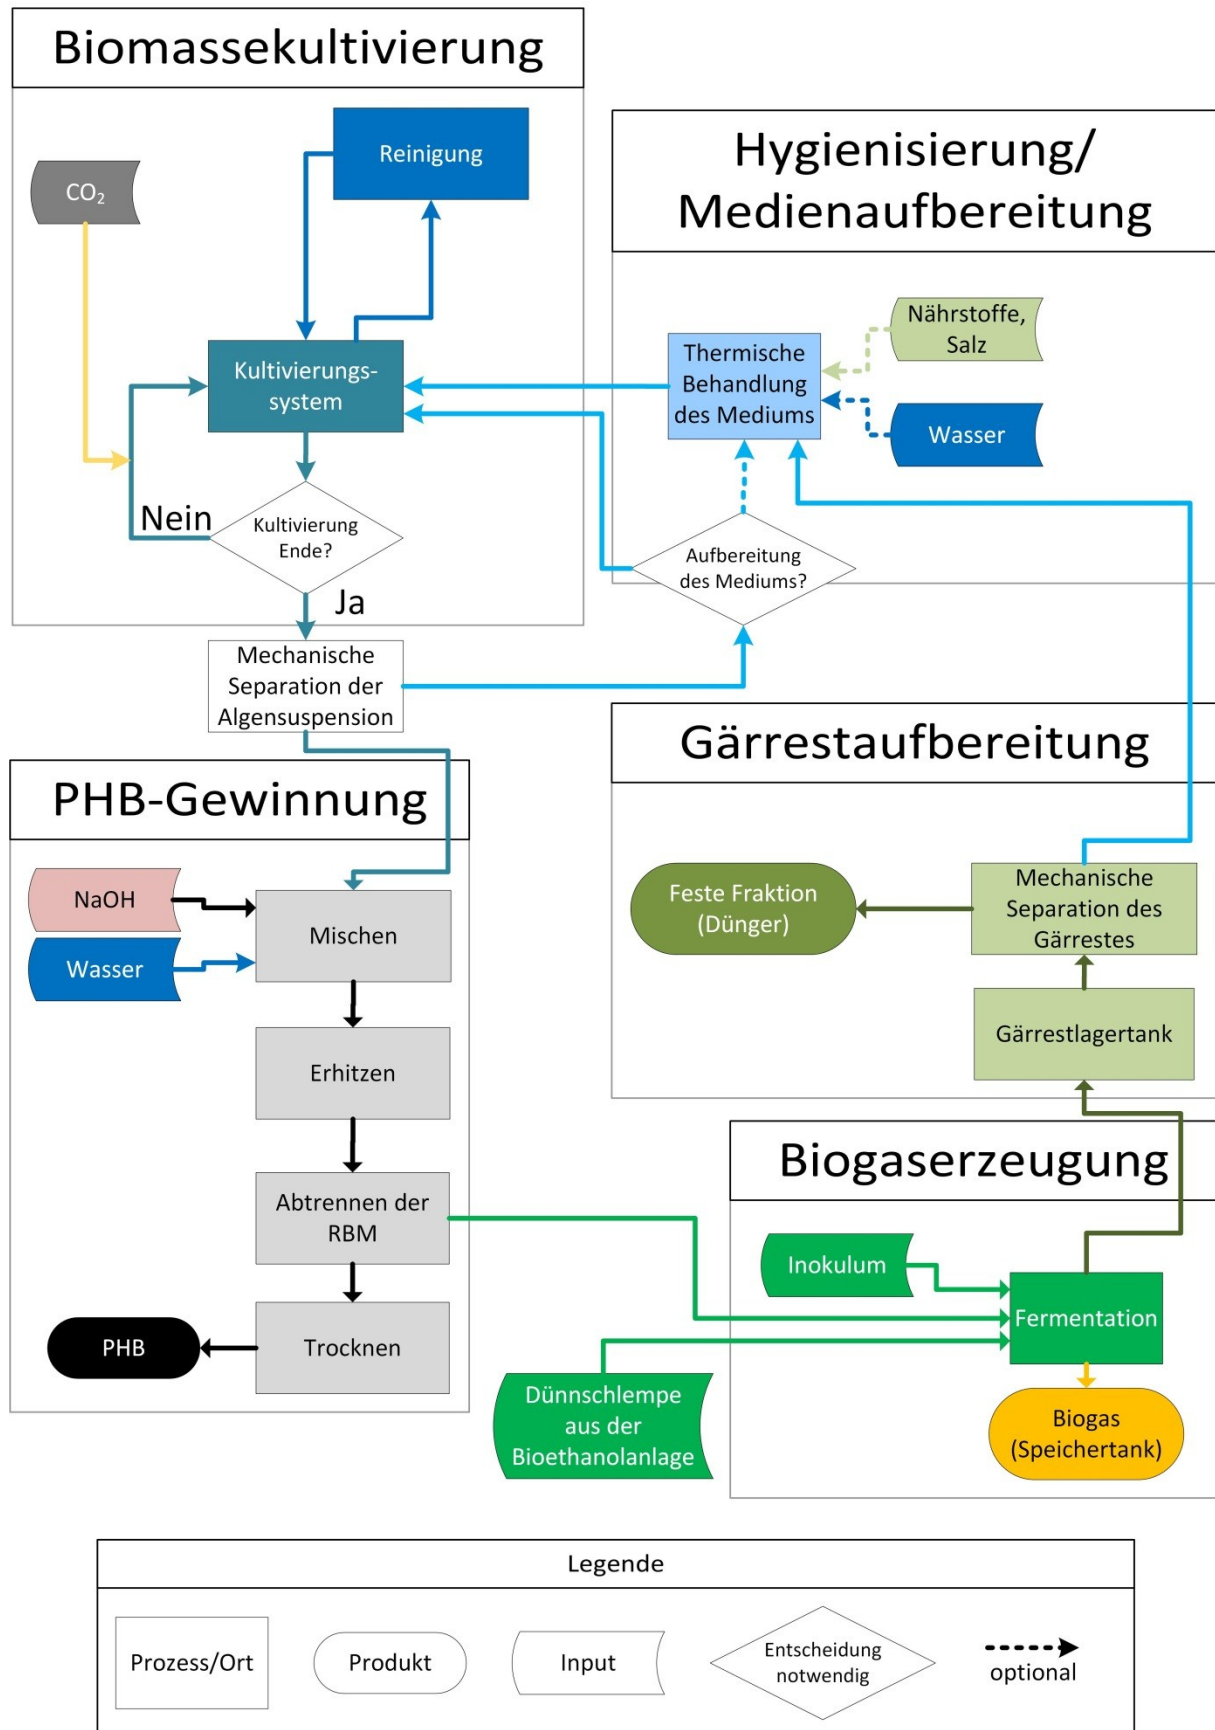 Biomassekultivierung
Reinigung
CO₂
Kultivierungs-
system
Nein
Kultivierung
Ende?
Ja
Mechanische
Separation der
Algensuspension
Hygienisierung/
Medienaufbereitung
Nährstoffe,
Salz
Thermische
Behandlung
des Mediums
Wasser
Aufbereitung
des Mediums?
PHB-Gewinnung
NaOH
Wasser
Mischen
Erhitzen
Abtrennen der
RBM
Trocknen
PHB
Gärrestaufbereitung
Feste Fraktion
(Dünger)
Mechanische
Separation des
Gärrestes
Gärrestlagertank
Biogaserzeugung
Inokulum
Fermentation
Dünnschlempe
aus der
Bioethanolanlage
Biogas
(Speichertank)
Legende
Prozess/Ort
Produkt
Input
Entscheidung
notwendig
optional